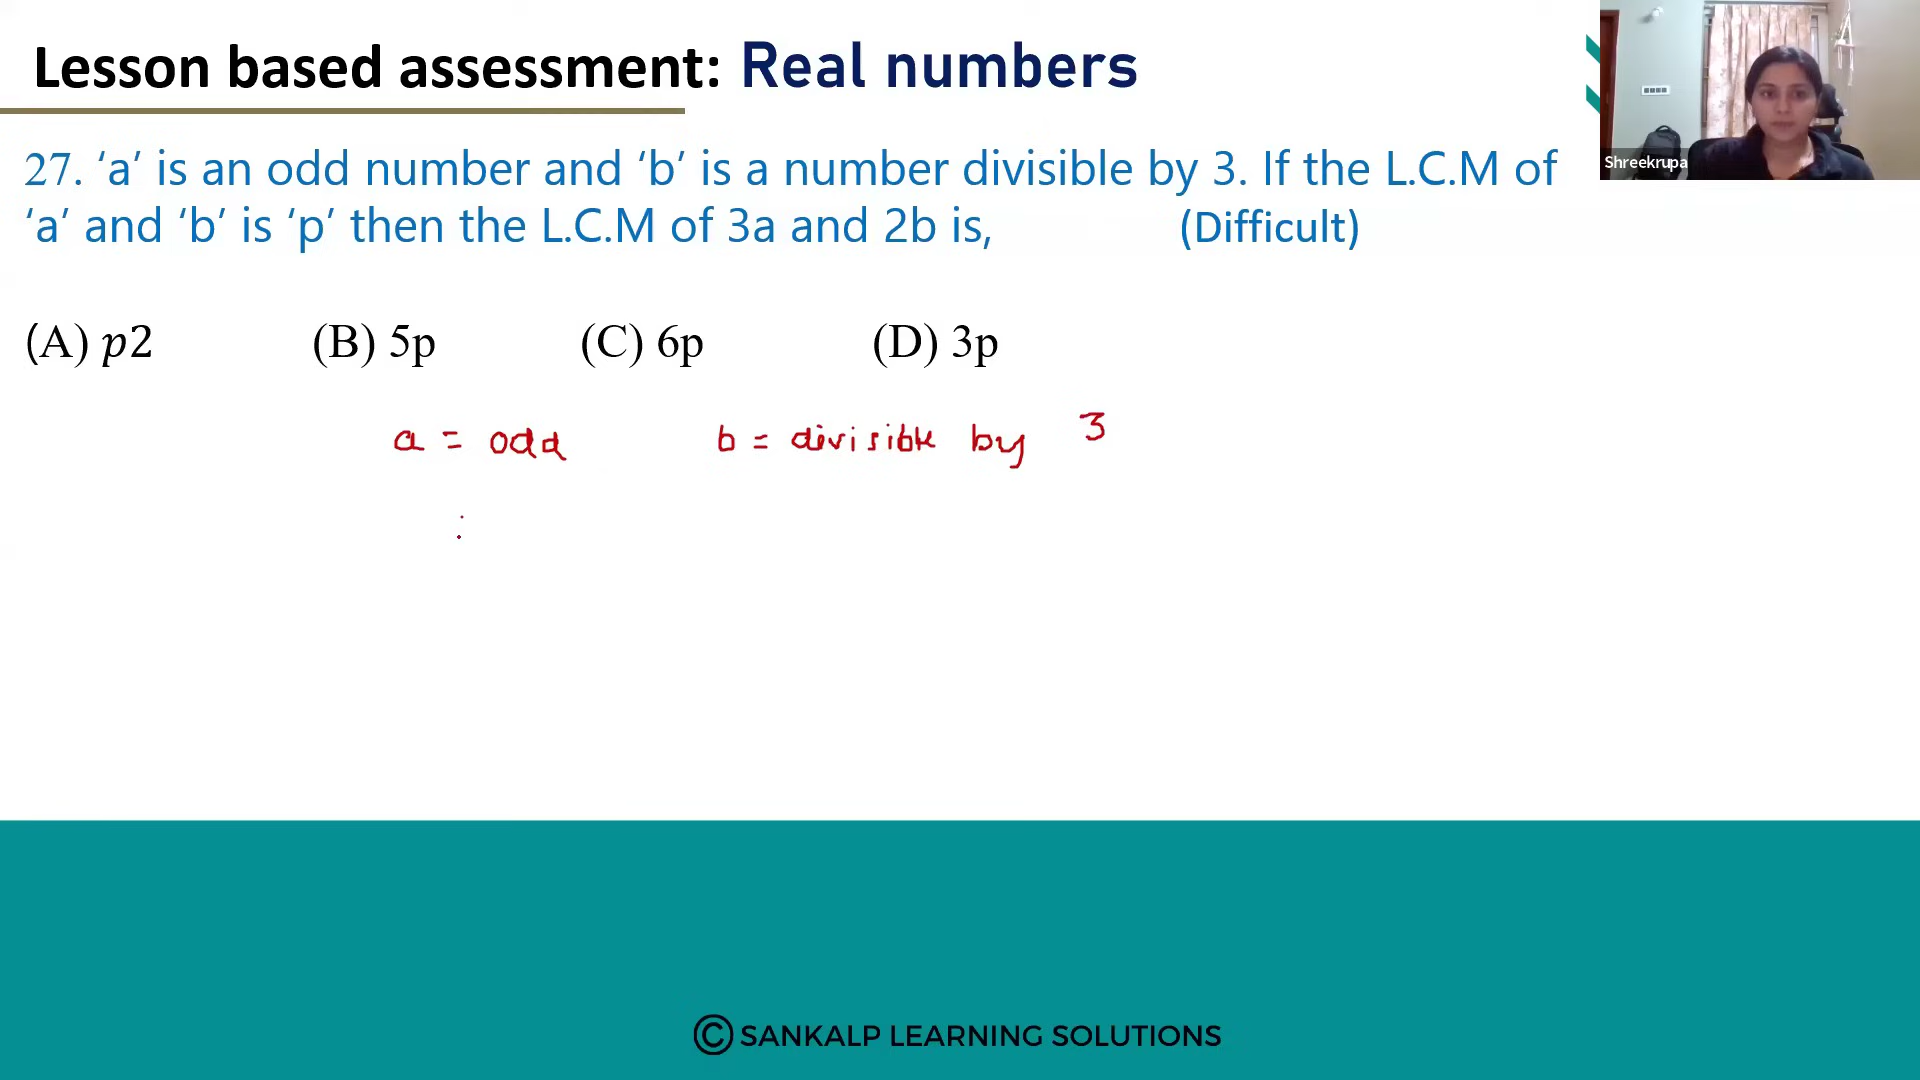 Lesson based assessment: Real numbers
Shreekrupa
27. ‘a’ is an odd number and ‘b’ is a number divisible by 3. If the L.C.M of
‘a’ and ‘b’ is ‘p’ then the L.C.M of 3a and 2b is, (Difficult)
(A) p2 (B) 5p (C) 6p (D) 3p
a = odd b = divisible by 3
:
© SANKALP LEARNING SOLUTIONS